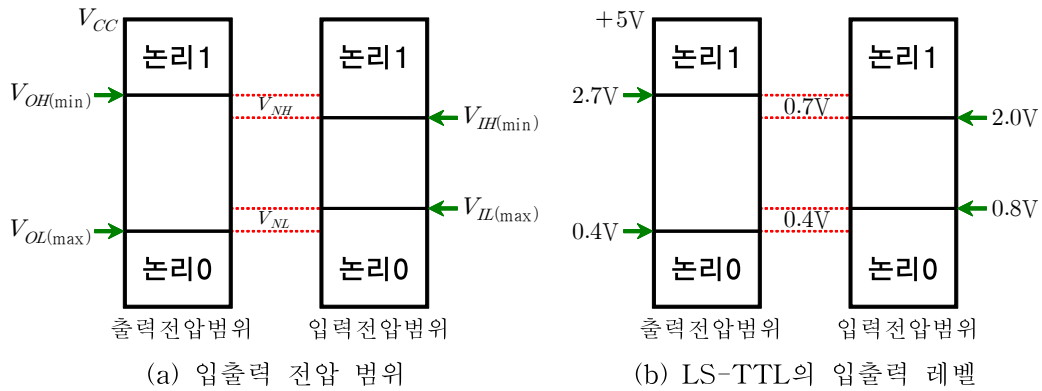 V_CC
논리1
논리1
V_OH(min)
V_NH
V_IH(min)
V_IL(max)
V_NL
V_OL(max)
논리0
논리0
출력전압범위
입력전압범위
(a) 입출력 전압 범위
+5V
논리1
논리1
2.7V
0.7V
2.0V
0.8V
0.4V
0.4V
논리0
논리0
출력전압범위
입력전압범위
(b) LS-TTL의 입출력 레벨